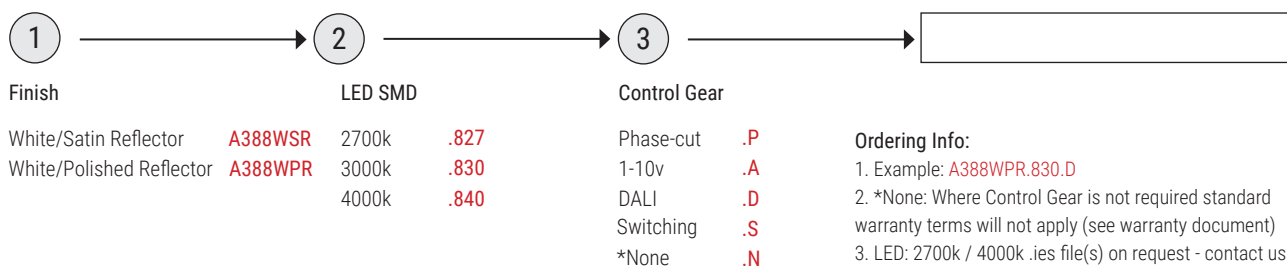 1 2 3
Finish LED SMD Control Gear
White/Satin Reflector A388WSR 2700k .827 Phase-cut .P
White/Polished Reflector A388WPR 3000k .830 1-10v .A
4000k .840 DALI .D
Switching .S
*None .N
Ordering Info:
1. Example: A388WPR.830.D
2. *None: Where Control Gear is not required standard
warranty terms will not apply (see warranty document)
3. LED: 2700k / 4000k .ies file(s) on request - contact us